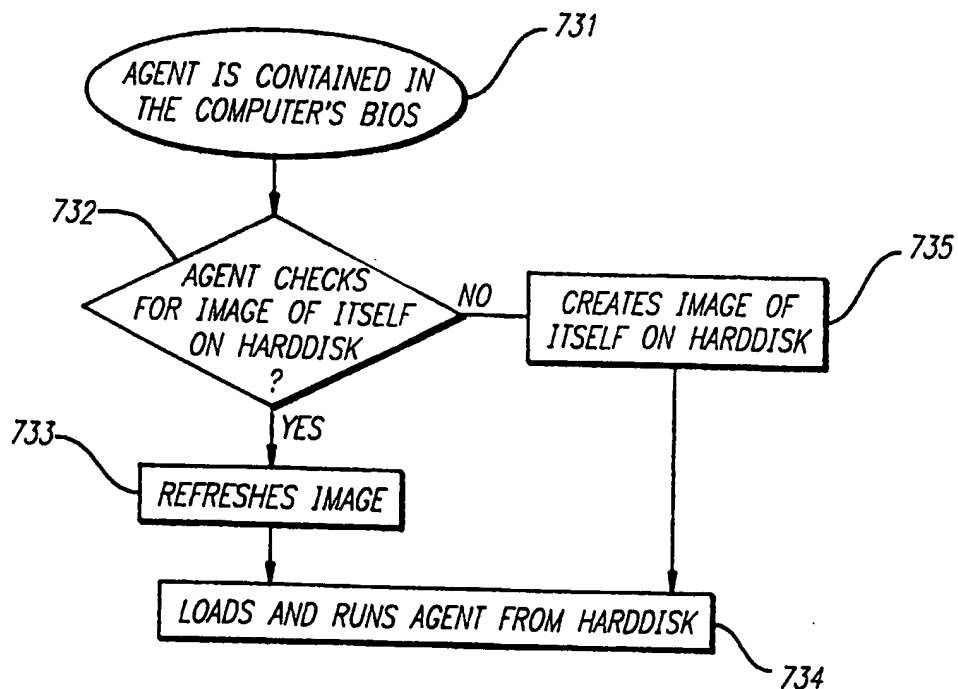 731
AGENT IS CONTAINED IN
THE COMPUTER'S BIOS
732
AGENT CHECKS
FOR IMAGE OF ITSELF
ON HARDDISK
?
NO
735
CREATES IMAGE OF
ITSELF ON HARDDISK
YES
733
REFRESHES IMAGE
LOADS AND RUNS AGENT FROM HARDDISK
734